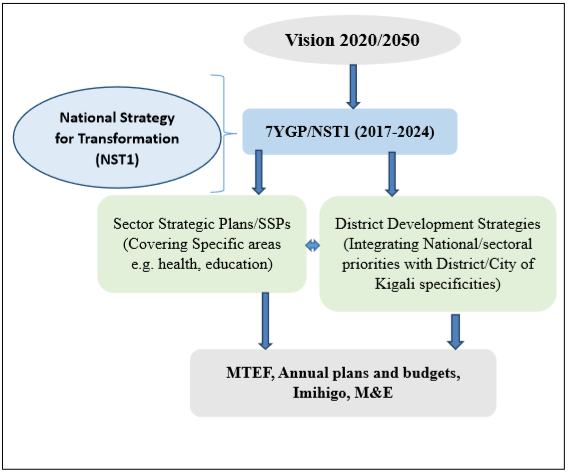 Vision 2020/2050
National Strategy
for Transformation
(NST1)
7YGP/NST1 (2017-2024)
Sector Strategic Plans/SSPs
(Covering Specific areas
e.g. health, education)
District Development Strategies
(Integrating National/sectoral
priorities with District/City of
Kigali specificities)
MTEF, Annual plans and budgets,
Imihigo, M&E